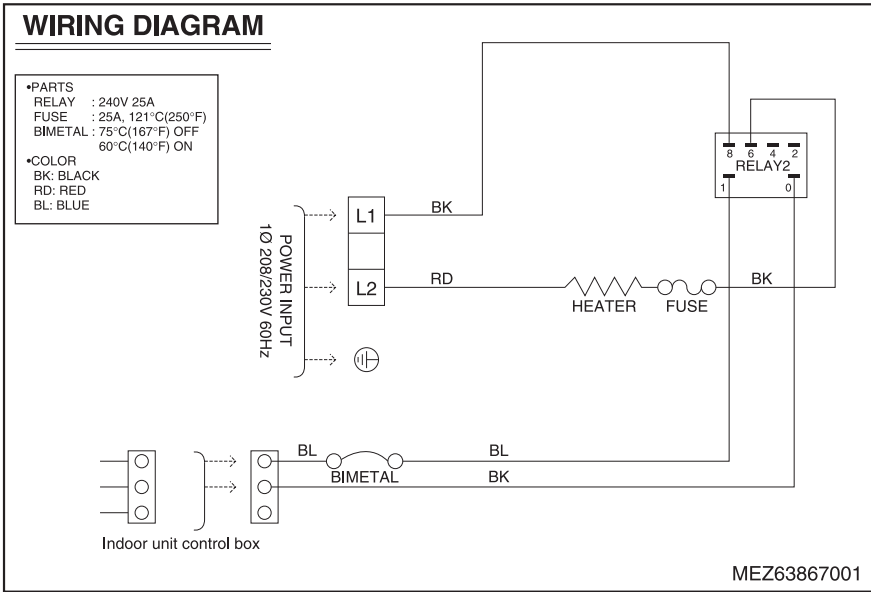 WIRING DIAGRAM
•PARTS
RELAY : 240V 25A
FUSE : 25A, 121°C(250°F)
BIMETAL : 75°C(167°F) OFF
60°C(140°F) ON
•COLOR
BK: BLACK
RD: RED
BL: BLUE
8 6 4 2
RELAY2
1 0
POWER INPUT
1Ø 208/230V 60Hz
L1
BK
L2
RD
HEATER
FUSE
BK
BL
BIMETAL
BL
BK
Indoor unit control box
MEZ63867001